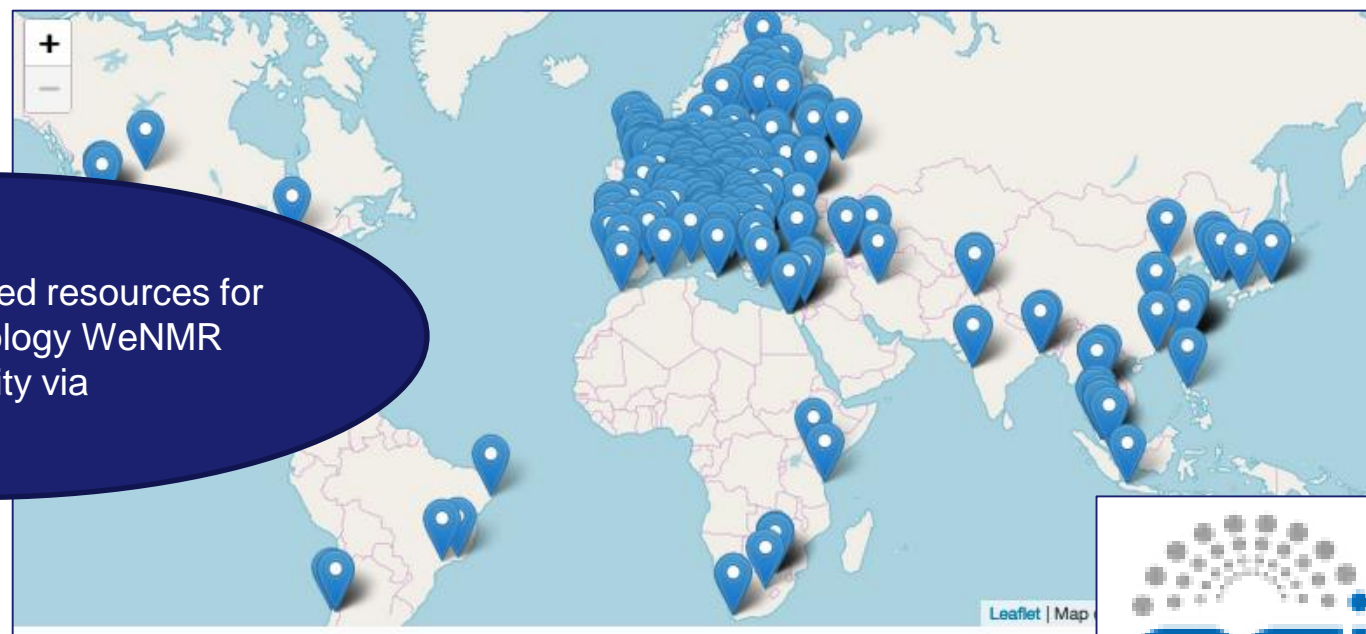 +
−
ed resources for
ology WeNMR
ity via
Leaflet | Map